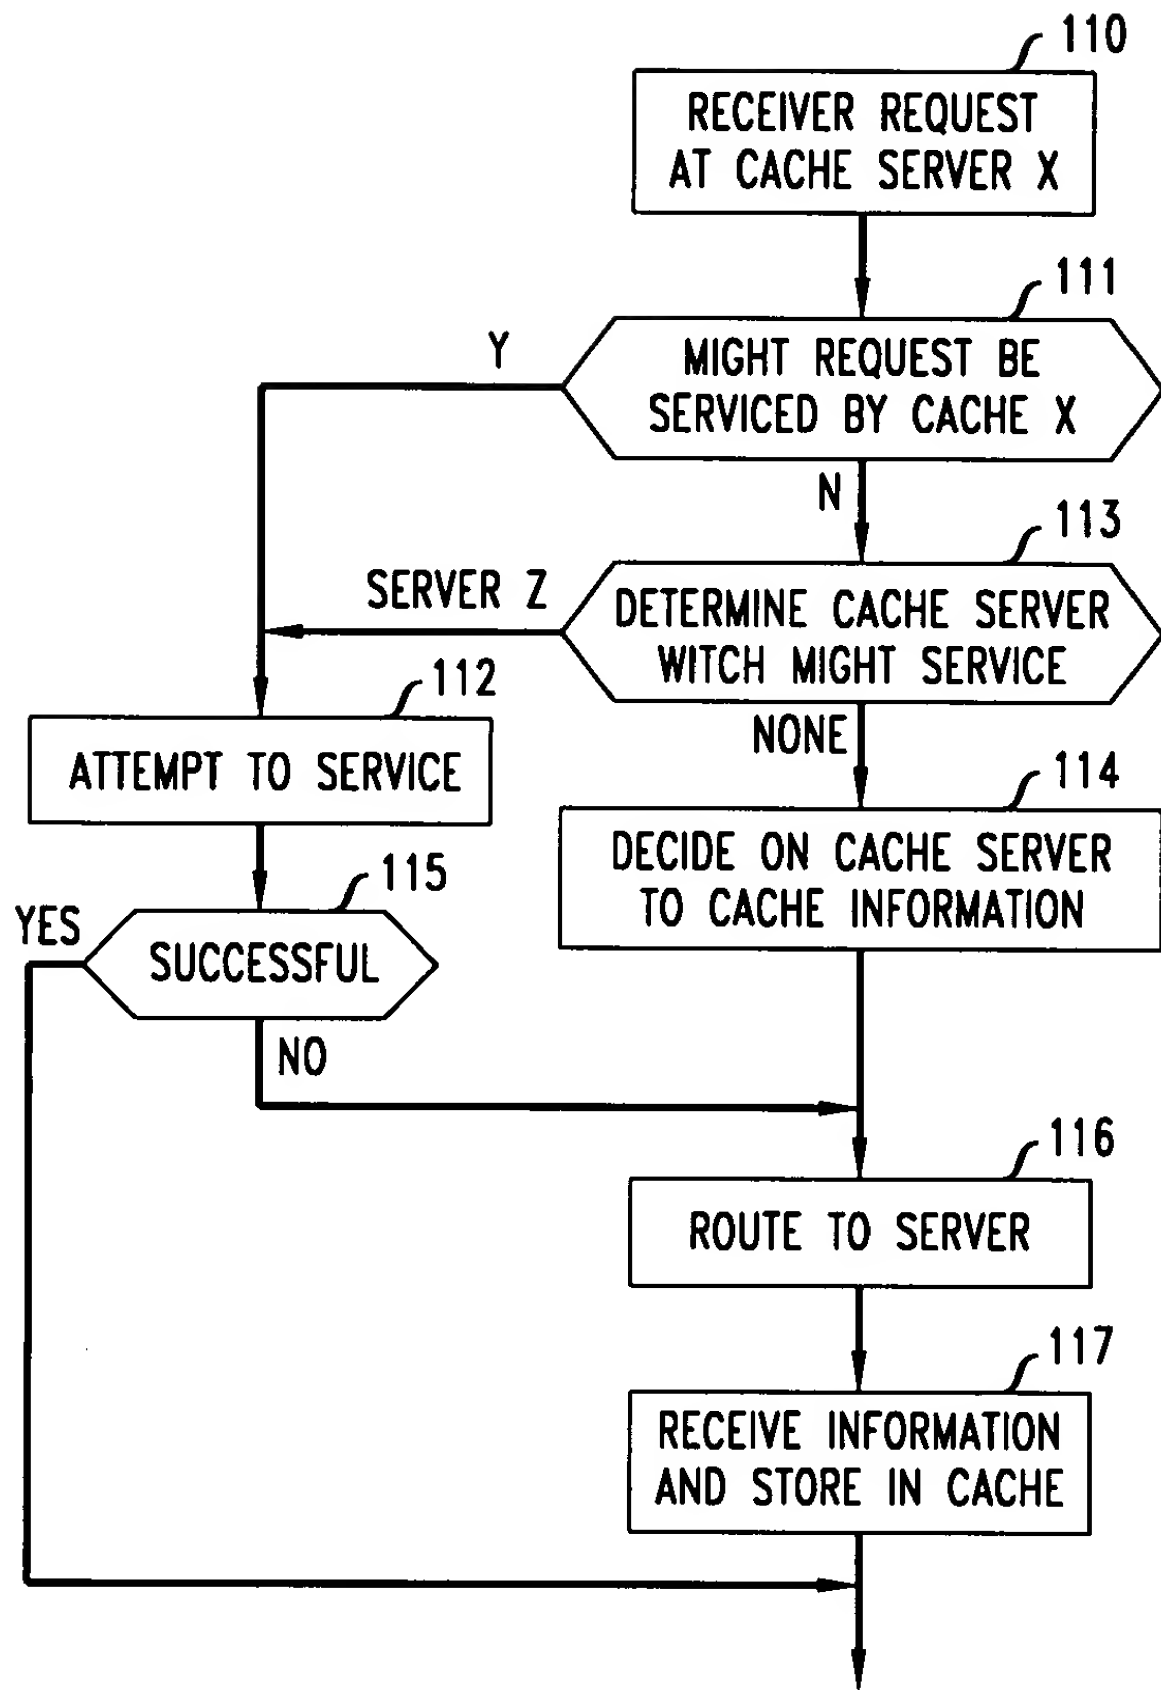 110
RECEIVER REQUEST
AT CACHE SERVER X
111
Y
MIGHT REQUEST BE
SERVICED BY CACHE X
N
113
SERVER Z
DETERMINE CACHE SERVER
WITCH MIGHT SERVICE
112
NONE
ATTEMPT TO SERVICE
114
DECIDE ON CACHE SERVER
TO CACHE INFORMATION
115
YES
SUCCESSFUL
NO
116
ROUTE TO SERVER
117
RECEIVE INFORMATION
AND STORE IN CACHE